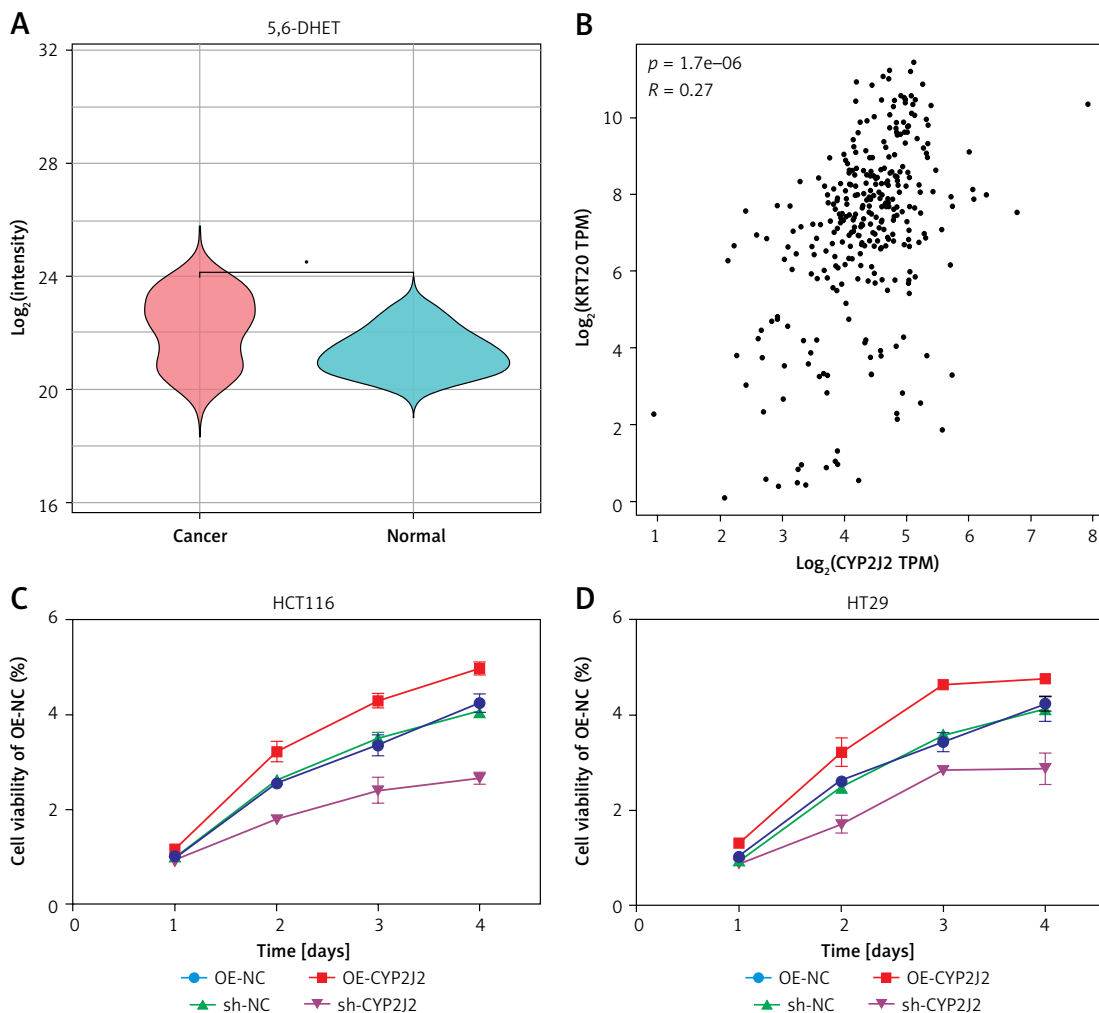 A
5,6-DHET
Log₂(intensity)
32
28
24
20
16
Cancer
Normal
B
p = 1.7e–06
R = 0.27
Log₂(KRT20 TPM)
10
8
6
4
2
0
1 2 3 4 5 6 7 8
Log₂(CYP2J2 TPM)
C
HCT116
Cell viability of OE-NC (%)
6
4
2
0
0 1 2 3 4
Time [days]
OE-NC
OE-CYP2J2
sh-NC
sh-CYP2J2
D
HT29
Cell viability of OE-NC (%)
6
4
2
0
0 1 2 3 4
Time [days]
OE-NC
OE-CYP2J2
sh-NC
sh-CYP2J2